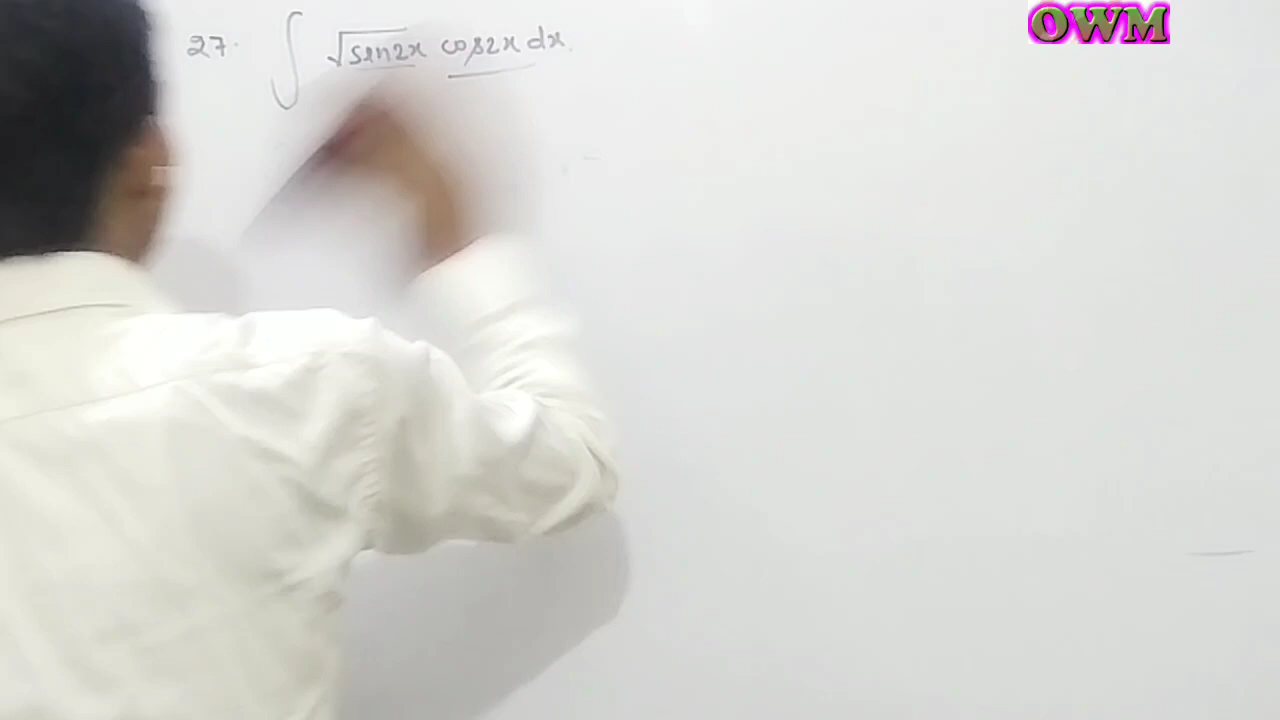 OWM
27. ∫ √sin2x cos2x dx.